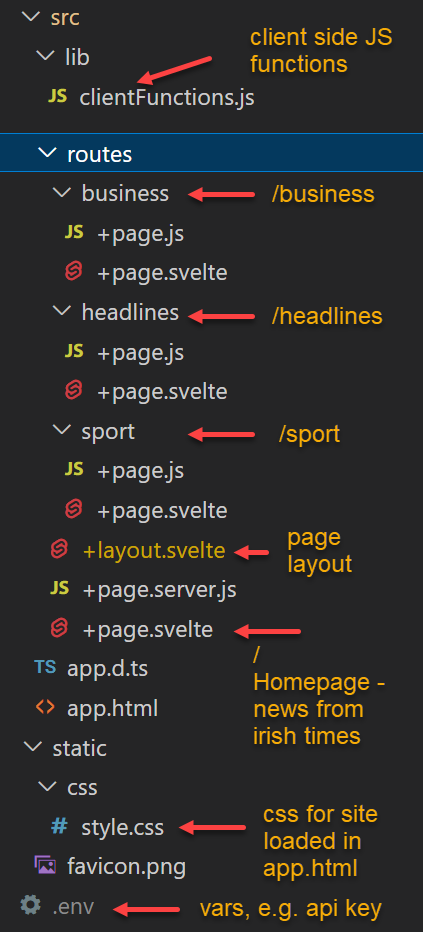 src
lib
client side JS
functions
JS clientFunctions.js
routes
business
/business
JS +page.js
+page.svelte
headlines
/headlines
JS +page.js
+page.svelte
sport
/sport
JS +page.js
+page.svelte
+layout.svelte
page
layout
JS +page.server.js
+page.svelte
/
Homepage -
news from
irish times
TS app.d.ts
<> app.html
static
css
# style.css
css for site
loaded in
app.html
favicon.png
.env
vars, e.g. api key